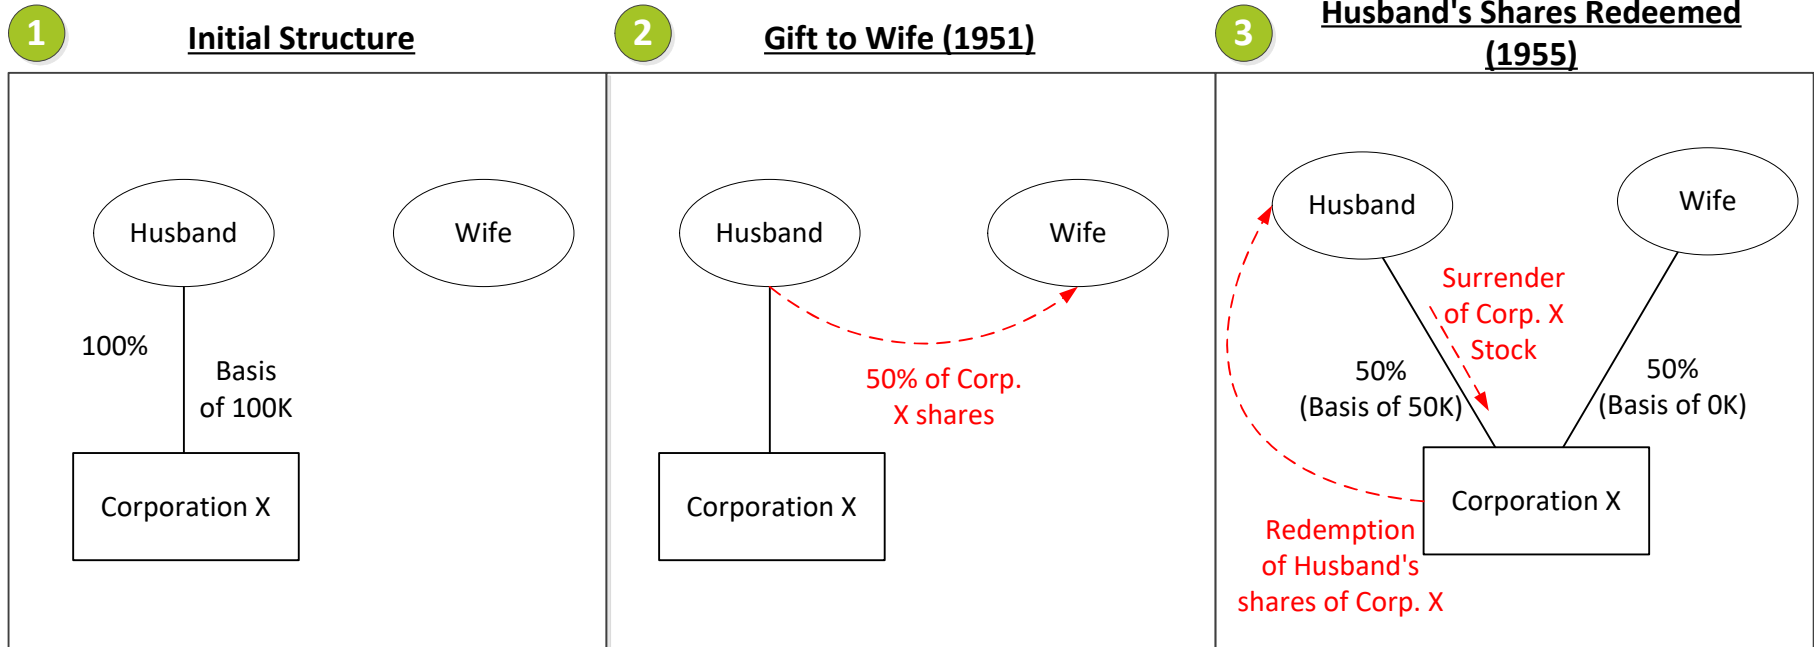 1
Initial Structure
2
Gift to Wife (1951)
3
Husband's Shares Redeemed
(1955)
Husband
Wife
100%
Basis
of 100K
Corporation X
Husband
Wife
50% of Corp.
X shares
Corporation X
Husband
Wife
Surrender
of Corp. X
Stock
50%
(Basis of 50K)
50%
(Basis of 0K)
Corporation X
Redemption
of Husband's
shares of Corp. X